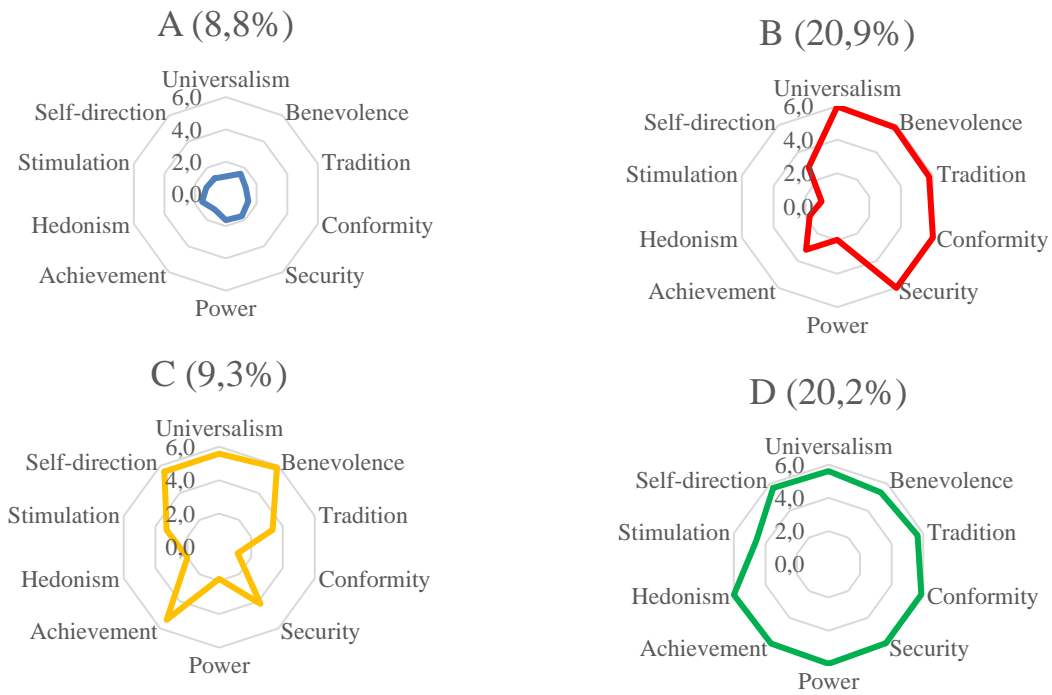 A (8,8%)
Universalism
6,0
Self-direction
Benevolence
4,0
Stimulation
2,0
Tradition
0,0
Hedonism
Conformity
Achievement
Security
Power
B (20,9%)
Universalism
6,0
Self-direction
Benevolence
4,0
Stimulation
2,0
Tradition
0,0
Hedonism
Conformity
Achievement
Security
Power
C (9,3%)
Universalism
6,0
Self-direction
Benevolence
4,0
Stimulation
2,0
Tradition
0,0
Hedonism
Conformity
Achievement
Security
Power
D (20,2%)
Universalism
6,0
Self-direction
Benevolence
4,0
Stimulation
2,0
Tradition
0,0
Hedonism
Conformity
Achievement
Security
Power